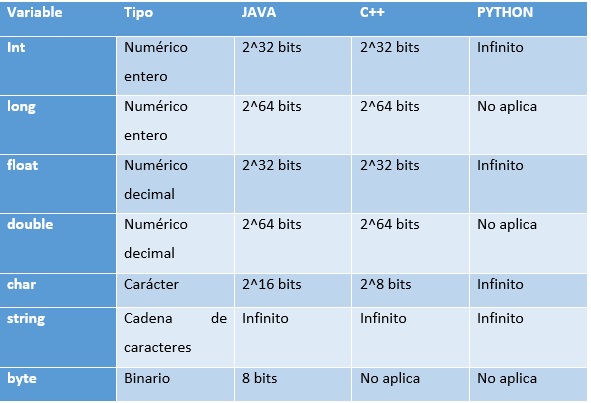 Variable Tipo JAVA C++ PYTHON
Int Numérico entero 2^32 bits 2^32 bits Infinito
long Numérico entero 2^64 bits 2^64 bits No aplica
float Numérico decimal 2^32 bits 2^32 bits Infinito
double Numérico decimal 2^64 bits 2^64 bits No aplica
char Carácter 2^16 bits 2^8 bits Infinito
string Cadena de caracteres Infinito Infinito Infinito
byte Binario 8 bits No aplica No aplica